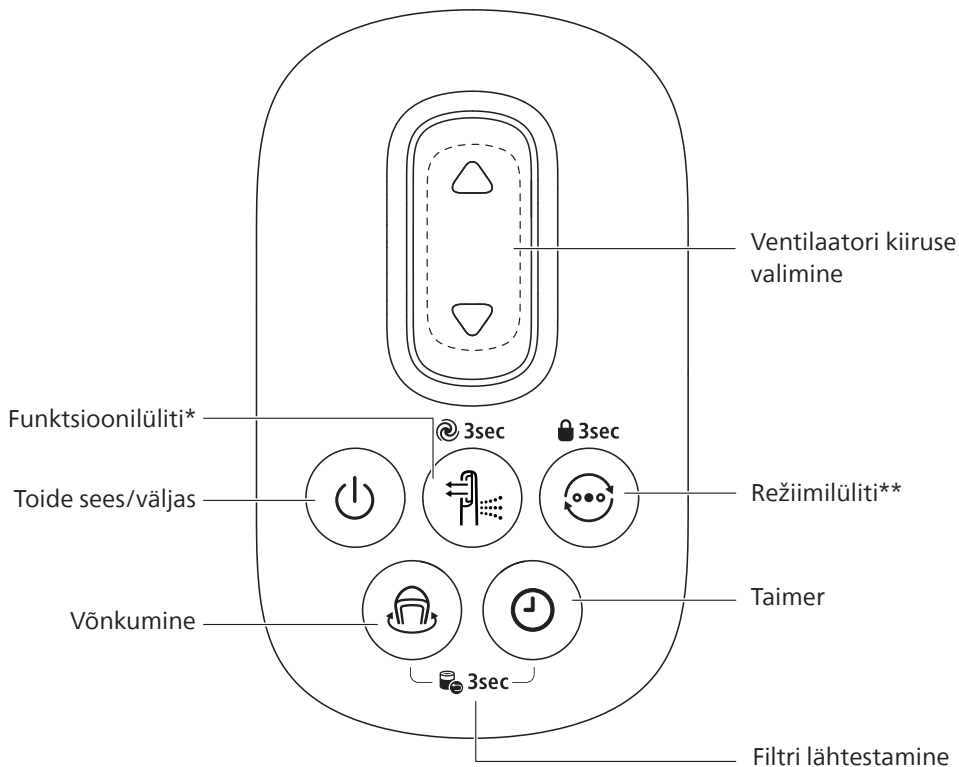 Ventilaatori kiiruse
valimine
Funktsioonilüliti*
3sec
3sec
Toide sees/väljas
Režiimilüliti**
Võnkumine
Taimer
3sec
Filtri lähtestamine